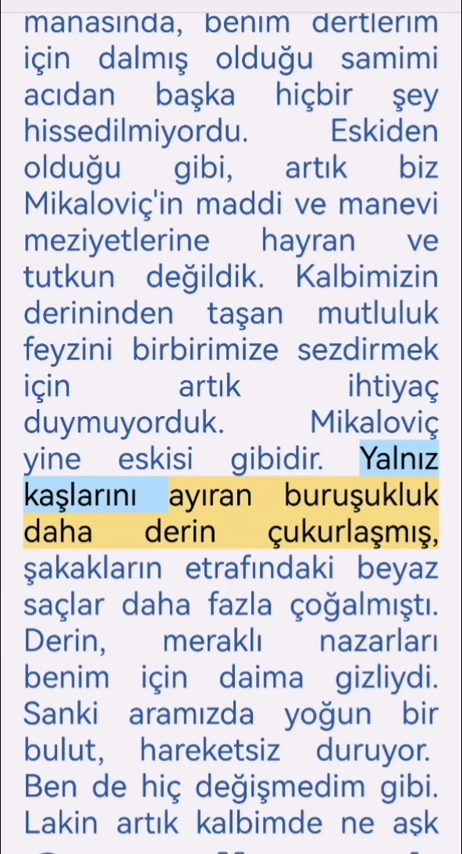 manasında, benim dertlerim
için dalmış olduğu samimi
acıdan başka hiçbir şey
hissedilmiyordu. Eskiden
olduğu gibi, artık biz
Mikaloviç'in maddi ve manevi
meziyetlerine hayran ve
tutkun değildik. Kalbimizin
derininden taşan mutluluk
feyzini birbirimize sezdirmek
için artık ihtiyaç
duymuyorduk. Mikaloviç
yine eskisi gibidir. Yalnız
kaşlarını ayıran buruşukluk
daha derin çukurlaşmış,
şakakların etrafındaki beyaz
saçlar daha fazla çoğalmıştı.
Derin, meraklı nazarları
benim için daima gizliydi.
Sanki aramızda yoğun bir
bulut, hareketsiz duruyor.
Ben de hiç değişmedim gibi.
Lakin artık kalbimde ne aşk